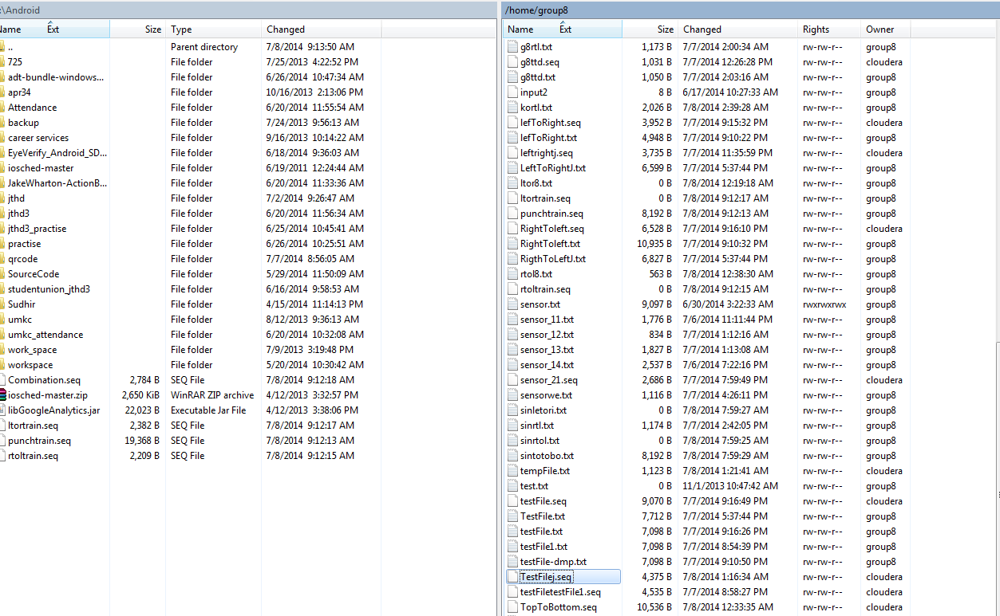 :\Android
Name Ext Size Type Changed
.. Parent directory 7/8/2014 9:13:50 AM
725 File folder 7/25/2013 4:22:52 PM
adt-bundle-windows... File folder 6/26/2014 10:47:34 AM
apr34 File folder 10/16/2013 2:13:06 PM
Attendance File folder 6/20/2014 11:55:54 AM
backup File folder 7/24/2013 9:56:13 AM
career services File folder 9/16/2013 10:14:22 AM
EyeVerify_Android_SD... File folder 6/18/2014 9:36:03 AM
iosched-master File folder 6/19/2011 12:24:44 AM
JakeWharton-ActionB... File folder 6/20/2014 11:33:36 AM
jthd File folder 7/2/2014 9:26:47 AM
jthd3 File folder 6/20/2014 11:56:34 AM
jthd3_practise File folder 6/25/2014 10:45:41 AM
practise File folder 6/26/2014 10:25:51 AM
qrcode File folder 7/7/2014 8:56:05 AM
SourceCode File folder 5/29/2014 11:50:09 AM
studentunion_jthd3 File folder 6/16/2014 9:58:53 AM
Sudhir File folder 4/15/2014 11:14:13 PM
umkc File folder 8/12/2013 9:36:13 AM
umkc_attendance File folder 6/20/2014 10:32:08 AM
work_space File folder 7/9/2013 3:19:48 PM
workspace File folder 5/20/2014 10:30:42 AM
Combination.seq 2,784 B SEQ File 7/8/2014 9:12:18 AM
iosched-master.zip 2,650 KiB WinRAR ZIP archive 4/12/2013 3:32:57 PM
libGoogleAnalytics.jar 22,023 B Executable Jar File 4/12/2013 3:38:06 PM
ltortrain.seq 2,382 B SEQ File 7/8/2014 9:12:17 AM
punchtrain.seq 19,368 B SEQ File 7/8/2014 9:12:13 AM
rtoltrain.seq 2,209 B SEQ File 7/8/2014 9:12:15 AM
/home/group8
Name Ext Size Changed Rights Owner
g8rtl.txt 1,173 B 7/7/2014 2:00:34 AM rw-rw-r-- group8
g8ttd.seq 1,031 B 7/7/2014 12:26:28 PM rw-rw-r-- cloudera
g8ttd.txt 1,050 B 7/7/2014 2:03:16 AM rw-rw-r-- group8
input2 8 B 6/17/2014 10:27:33 AM rw-rw-r-- group8
kortl.txt 2,026 B 7/8/2014 2:39:28 AM rw-rw-r-- group8
lefToRight.seq 3,952 B 7/7/2014 9:15:32 PM rw-rw-r-- cloudera
lefToRight.txt 4,948 B 7/7/2014 9:10:22 PM rw-rw-r-- group8
leftrightj.seq 3,735 B 7/7/2014 11:35:59 PM rw-rw-r-- cloudera
LeftToRightJ.txt 6,599 B 7/7/2014 5:37:44 PM rw-rw-r-- group8
ltor8.txt 0 B 7/8/2014 12:19:18 AM rw-rw-r-- group8
ltortrain.seq 0 B 7/8/2014 9:12:17 AM rw-rw-r-- group8
punchtrain.seq 8,192 B 7/8/2014 9:12:13 AM rw-rw-r-- group8
RightToleft.seq 6,528 B 7/7/2014 9:16:10 PM rw-rw-r-- cloudera
RightToleft.txt 10,935 B 7/7/2014 9:10:32 PM rw-rw-r-- group8
RigthToLeftJ.txt 6,827 B 7/7/2014 5:37:44 PM rw-rw-r-- group8
rtol8.txt 563 B 7/8/2014 12:38:30 AM rw-rw-r-- group8
rtoltrain.seq 0 B 7/8/2014 9:12:15 AM rw-rw-r-- group8
sensor.txt 9,097 B 6/30/2014 3:22:33 AM rwxrwxrwx group8
sensor_11.txt 1,776 B 7/6/2014 11:11:44 PM rw-rw-r-- group8
sensor_12.txt 834 B 7/7/2014 1:12:16 AM rw-rw-r-- group8
sensor_13.txt 1,827 B 7/7/2014 1:13:08 AM rw-rw-r-- group8
sensor_14.txt 2,537 B 7/6/2014 7:22:16 PM rw-rw-r-- group8
sensor_21.seq 2,686 B 7/7/2014 7:59:49 PM rw-rw-r-- cloudera
sensorwe.txt 1,116 B 7/7/2014 4:26:11 PM rw-rw-r-- group8
sinletori.txt 0 B 7/8/2014 7:59:27 AM rw-rw-r-- group8
sinrtl.txt 1,174 B 7/7/2014 2:42:05 PM rw-rw-r-- group8
sinrtol.txt 0 B 7/8/2014 7:59:25 AM rw-rw-r-- group8
sintotobo.txt 8,192 B 7/8/2014 7:59:29 AM rw-rw-r-- group8
tempFile.txt 1,123 B 7/8/2014 1:21:41 AM rw-rw-r-- cloudera
test.txt 0 B 11/1/2013 10:47:42 AM rw-rw-r-- group8
testFile.seq 9,070 B 7/7/2014 9:16:49 PM rw-rw-r-- cloudera
TestFile.txt 7,712 B 7/7/2014 5:37:44 PM rw-rw-r-- group8
testFile.txt 7,098 B 7/7/2014 9:16:26 PM rw-rw-r-- group8
testFile1.txt 7,098 B 7/7/2014 8:54:39 PM rw-rw-r-- group8
testFile-dmp.txt 7,098 B 7/7/2014 9:10:50 PM rw-rw-r-- group8
TestFilej.seq 4,375 B 7/8/2014 1:16:34 AM rw-rw-r-- cloudera
testFiletestFile1.seq 4,535 B 7/7/2014 8:58:27 PM rw-rw-r-- cloudera
TopToBottom.seq 10,536 B 7/8/2014 12:33:35 AM rw-rw-r-- cloudera